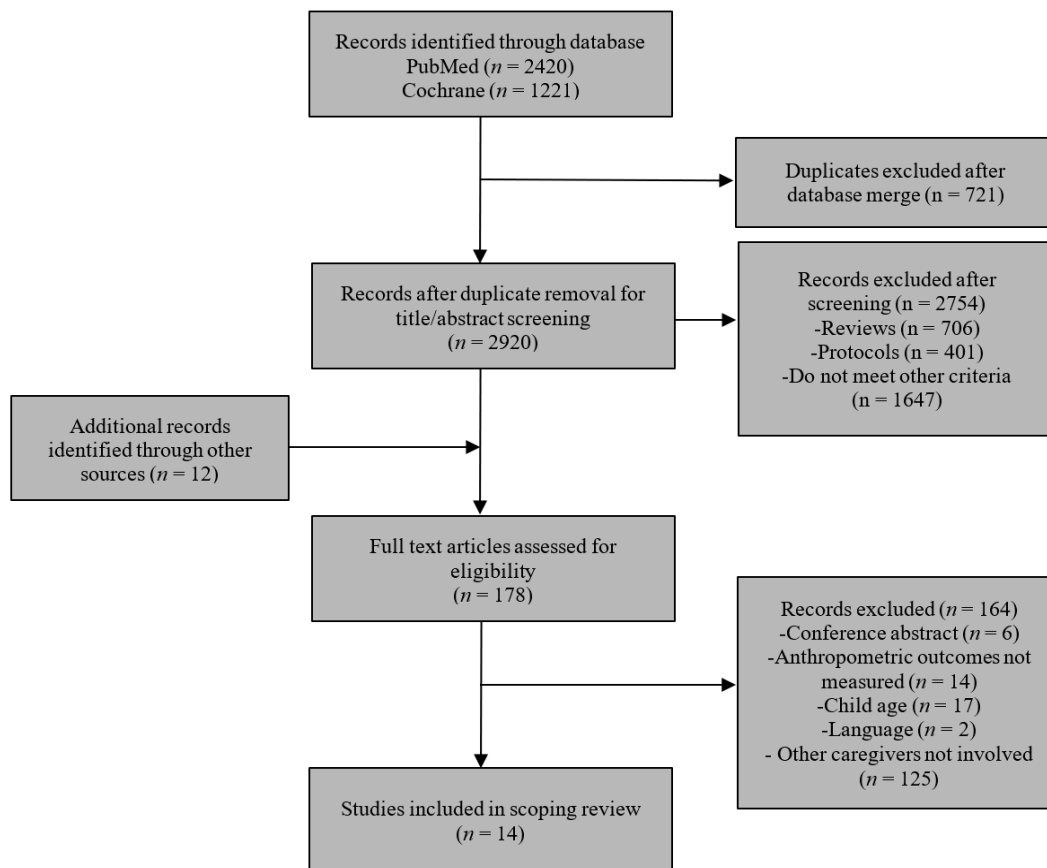 Records identified through database
PubMed (n = 2420)
Cochrane (n = 1221)
Duplicates excluded after
database merge (n = 721)
Records after duplicate removal for
title/abstract screening
(n = 2920)
Records excluded after
screening (n = 2754)
-Reviews (n = 706)
-Protocols (n = 401)
-Do not meet other criteria
(n = 1647)
Additional records
identified through other
sources (n = 12)
Full text articles assessed for
eligibility
(n = 178)
Records excluded (n = 164)
-Conference abstract (n = 6)
-Anthropometric outcomes not
measured (n = 14)
-Child age (n = 17)
-Language (n = 2)
- Other caregivers not involved
(n = 125)
Studies included in scoping review
(n = 14)